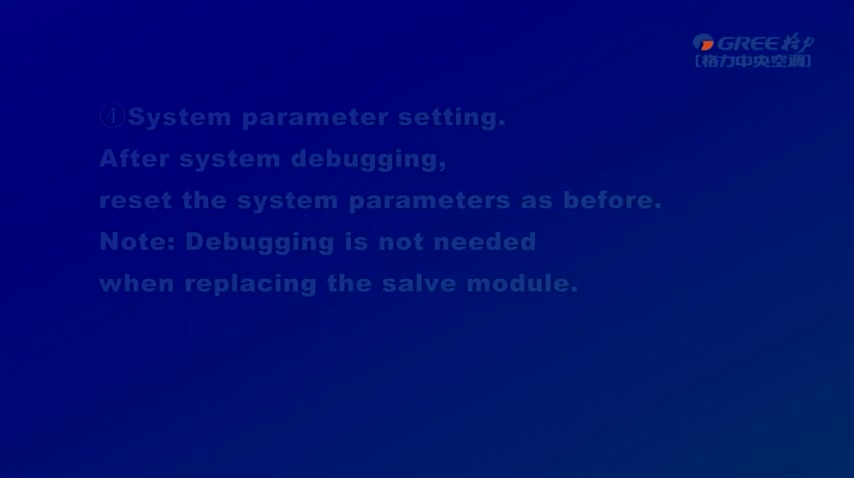 GREE 格力
[格力中央空调]
④System parameter setting.
After system debugging,
reset the system parameters as before.
Note: Debugging is not needed
when replacing the salve module.